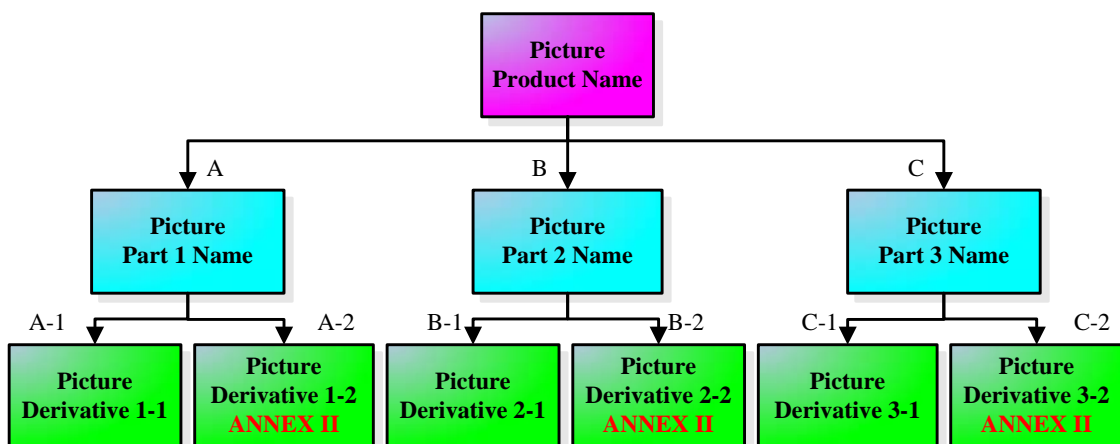 Picture
Product Name
A
B
C
Picture
Part 1 Name
Picture
Part 2 Name
Picture
Part 3 Name
A-1
A-2
B-1
B-2
C-1
C-2
Picture
Derivative 1-1
Picture
Derivative 1-2
ANNEX II
Picture
Derivative 2-1
Picture
Derivative 2-2
ANNEX II
Picture
Derivative 3-1
Picture
Derivative 3-2
ANNEX II